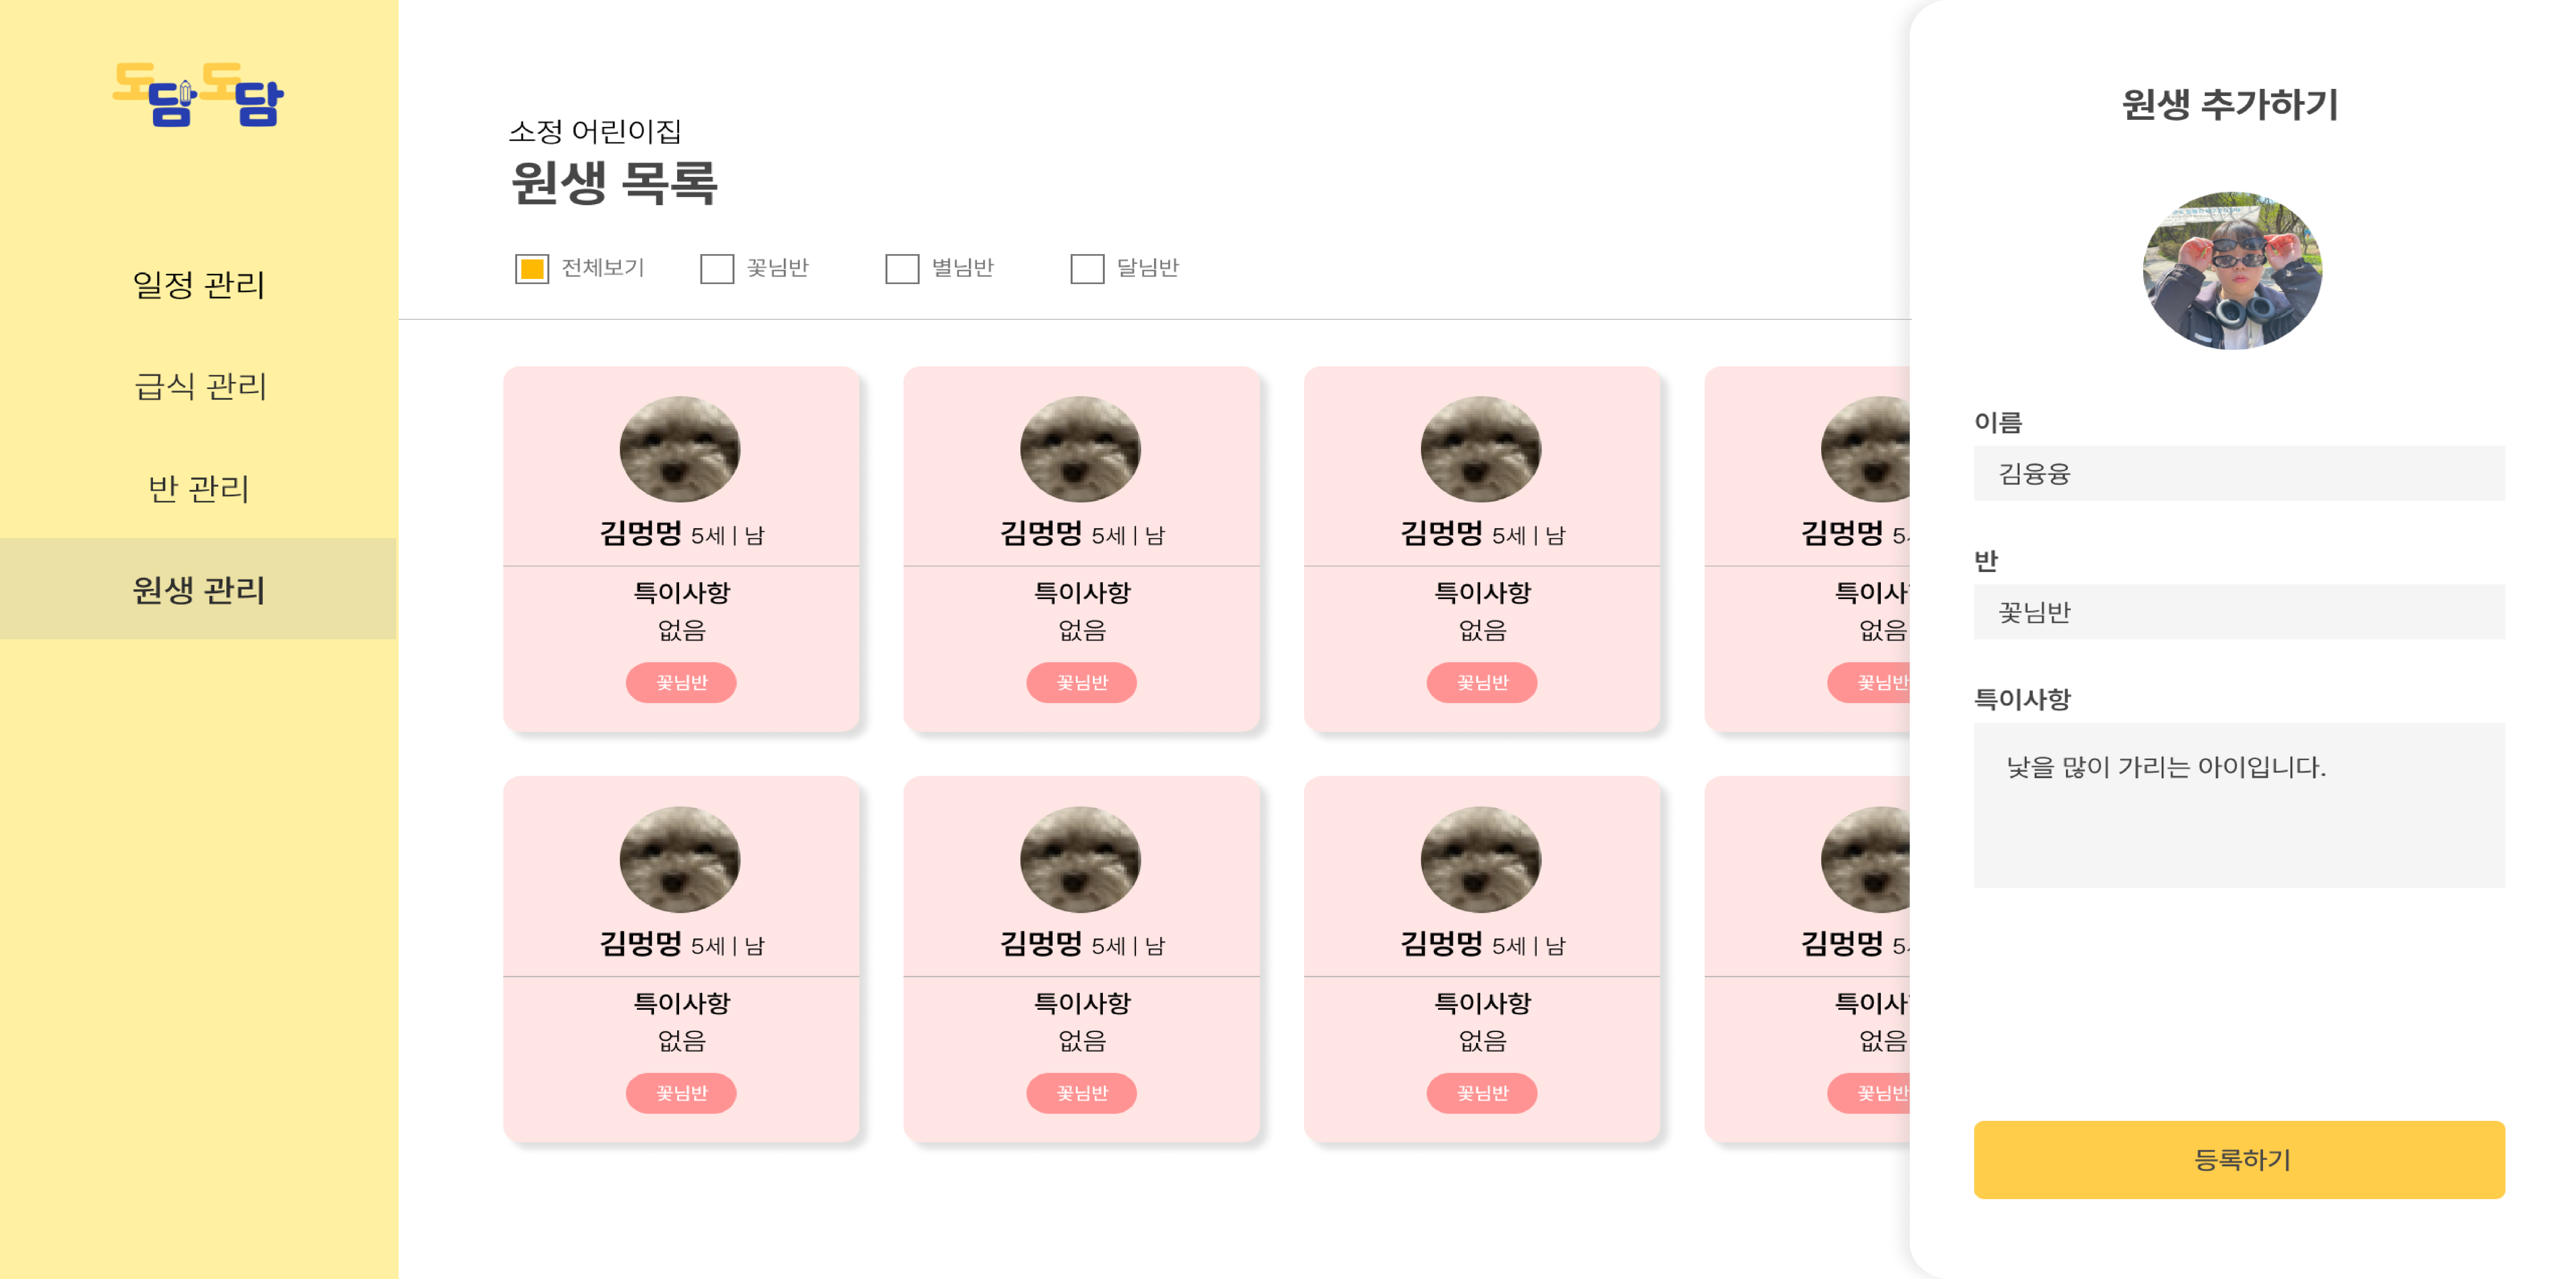 도담도담
일정 관리
급식 관리
반 관리
원생 관리
소정 어린이집
원생 목록
전체보기 꽃님반 별님반 달님반
김멍멍 5세 | 남
특이사항
없음
꽃님반
김멍멍 5세 | 남
특이사항
없음
꽃님반
김멍멍 5세 | 남
특이사항
없음
꽃님반
김멍멍 5
특이사
없음
꽃님반
김멍멍 5세 | 남
특이사항
없음
꽃님반
김멍멍 5세 | 남
특이사항
없음
꽃님반
김멍멍 5세 | 남
특이사항
없음
꽃님반
김멍멍 5
특이사
없음
꽃님반
원생 추가하기
이름
김융융
반
꽃님반
특이사항
낯을 많이 가리는 아이입니다.
등록하기